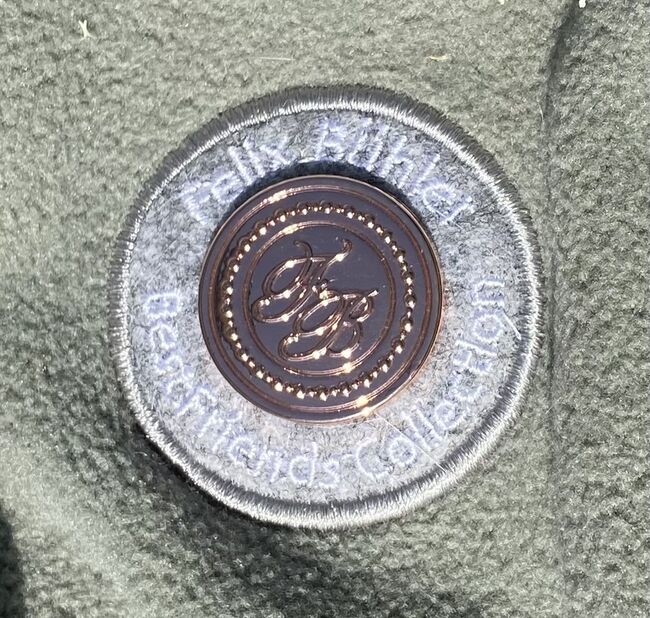 Felix Bühler
FB
BestFriends Collection